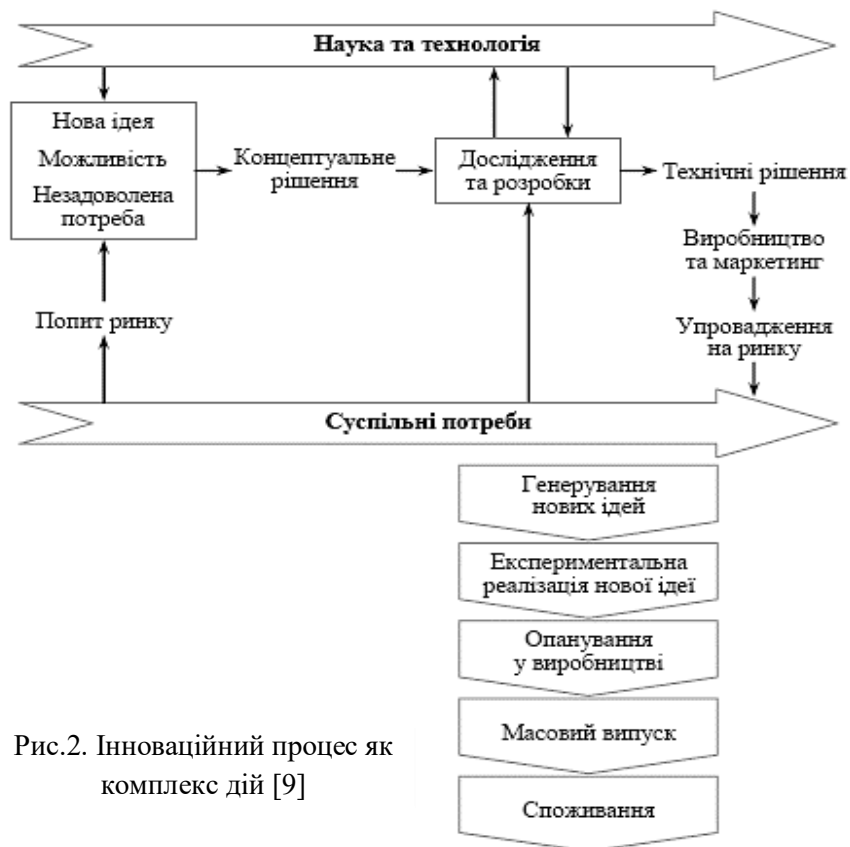 Наука та технологія
Нова ідея
Можливість
Незадоволена
потреба
Концептуальне
рішення
Дослідження
та розробки
Технічні рішення
Виробництво
та маркетинг
Попит ринку
Упровадження
на ринку
Суспільні потреби
Генерування
нових ідей
Експериментальна
реалізація нової ідеї
Опанування
у виробництві
Масовий випуск
Споживання
Рис.2. Інноваційний процес як
комплекс дій [9]